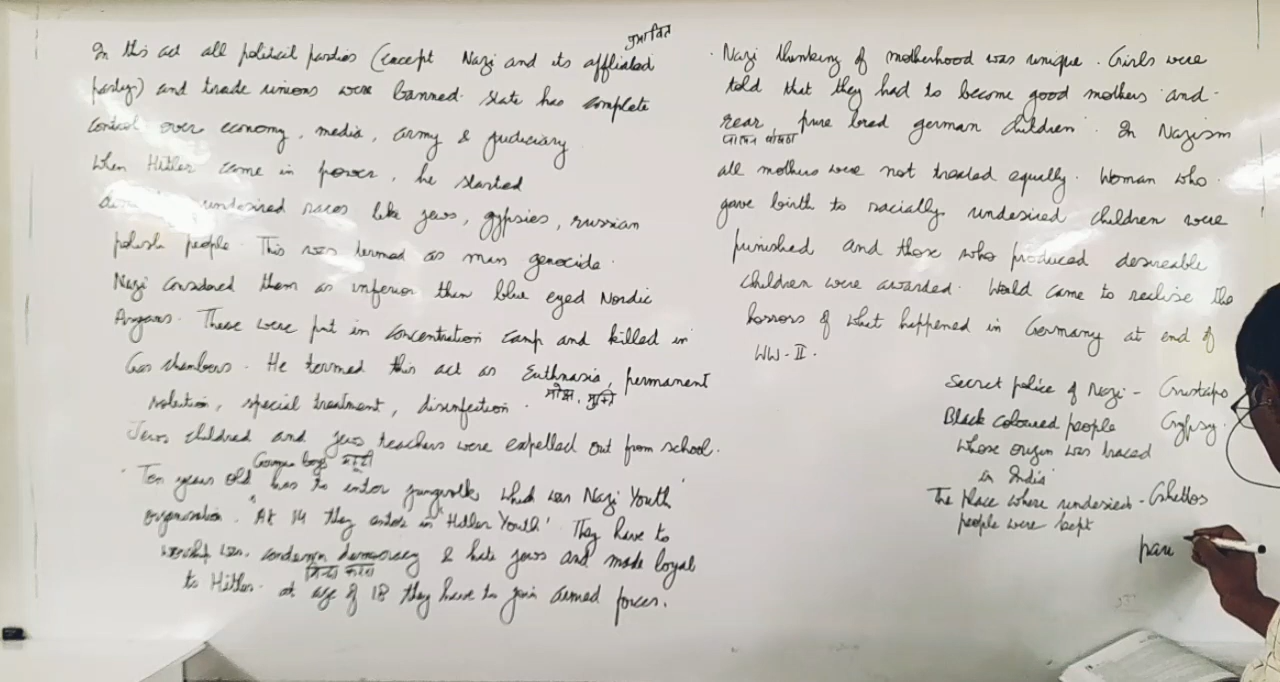 प्रभावित
In this act all political parties (except Nazi and its affliated
party) and trade unions were banned. State has complete
control over economy, media, army & judiciary
When Hitler came in power, he started
undesired races like jews, gypsies, russian
polish people. This was termed as mass genocide.
Nazi considered them as inferior then blue eyed Nordic
Aryans. These were put in concentration camp and killed in
Gas chambers. He termed this act as Euthnasia, permanent
मोक्ष, मुक्ति
solution, special treatment, disinfection.
Jews childred and jews teachers were expelled out from school.
German boys
Ten years old has to enter jungvolk which was Nazi Youth
organisation. At 14 they enter in 'Hitler Youth'. They have to
worship war, condemn democracy & hate jews and made loyal
निन्दा करना
to Hitler. at age of 18 they have to join armed forces.
Nazi thinking of motherhood was unique. Girls were
told that they had to become good mothers and
rear pure bred german children. In Nazism
पालन पोषण
all mothers were not treated equally. Woman who
gave birth to racially undesired children were
punished and those who produced desireable
children were awarded. World came to realise the
horrors of what happened in Germany at end of
WW-II.
Secret police of Nazi - Gustapo
Black coloured people Gypsy.
whose origin was traced
in India
The place where undesired - Ghettos
people were kept